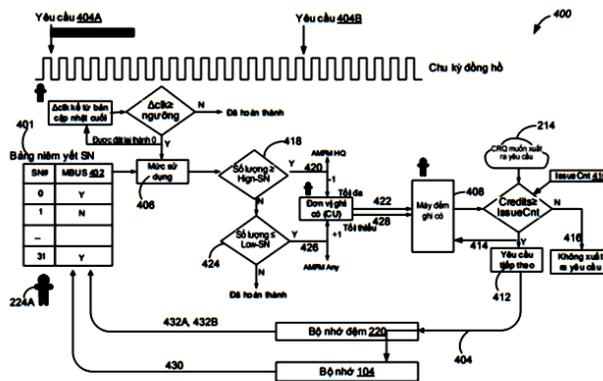 Yêu cầu 404A
Yêu cầu 404B
400
Chu kỳ đồng hồ
Δclk kể từ bản
cập nhật cuối
Δclk≥
ngưỡng
N
Đã hoàn thành
Được đặt lại thành 0
Y
401
Bảng niêm yết SN
SN#
MBUS 402
0
Y
1
N
...
31
Y
224A
Mức sử
dụng
406
418
Số lượng ≥
High-SN
Y
420
N
AMPM HQ
-1
Số lượng ≤
Low-SN
Y
426
424
N
Đã hoàn thành
Đơn vị ghi
có (CU)
+1
AMPM Any
Tối đa
422
428
Tối thiểu
Máy đếm
ghi có
408
214
CRQ muốn xuất
ra yêu cầu
Credits≥
IssueCnt
N
416
414
Y
Yêu cầu
tiếp theo
412
Không xuất
ra yêu cầu
432A, 432B
Bộ nhớ đệm 220
404
430
Bộ nhớ 104